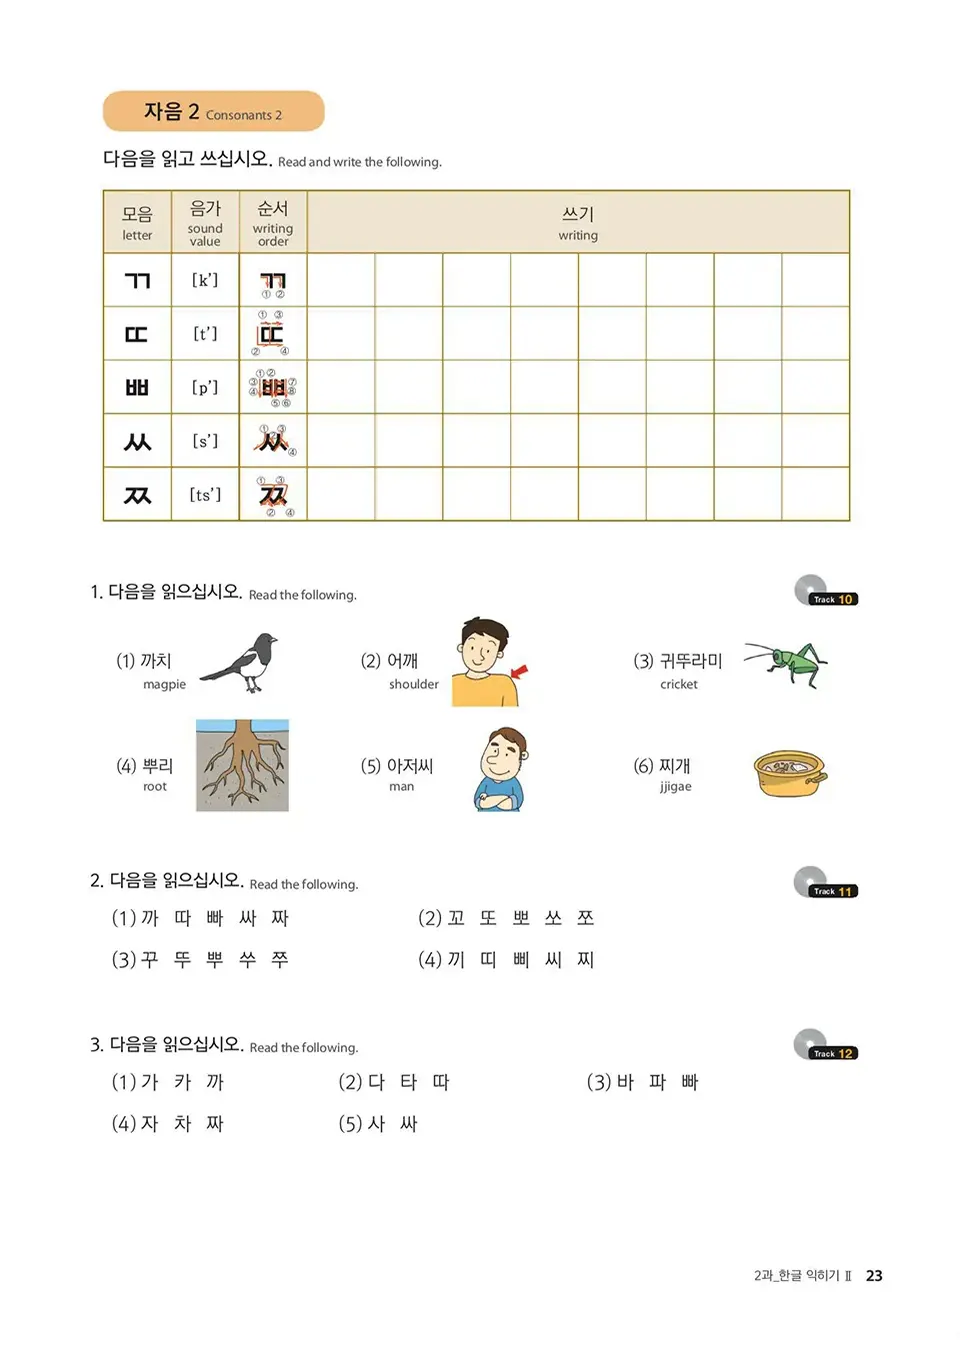 자음 2 Consonants 2
다음을 읽고 쓰십시오. Read and write the following.
모음 음가 순서 쓰기
letter sound value writing order writing
ㄲ [k'] ㄲ ① ②
ㄸ [t'] ㄸ ① ③ ② ④
ㅃ [p'] ㅃ ① ② ③ ⑦ ④ ⑧ ⑤ ⑥
ㅆ [s'] ㅆ ① ② ③ ④
ㅉ [ts'] ㅉ ① ③ ② ④
1. 다음을 읽으십시오. Read the following. Track 10
(1) 까치 (2) 어깨 (3) 귀뚜라미
magpie shoulder cricket
(4) 뿌리 (5) 아저씨 (6) 찌개
root man jjigae
2. 다음을 읽으십시오. Read the following. Track 11
(1) 까 따 빠 싸 짜 (2) 꼬 또 뽀 쏘 쪼
(3) 꾸 뚜 뿌 쑤 쭈 (4) 끼 띠 삐 씨 찌
3. 다음을 읽으십시오. Read the following. Track 12
(1) 가 카 까 (2) 다 타 따 (3) 바 파 빠
(4) 자 차 짜 (5) 사 싸
2과_한글 익히기 Ⅱ 23